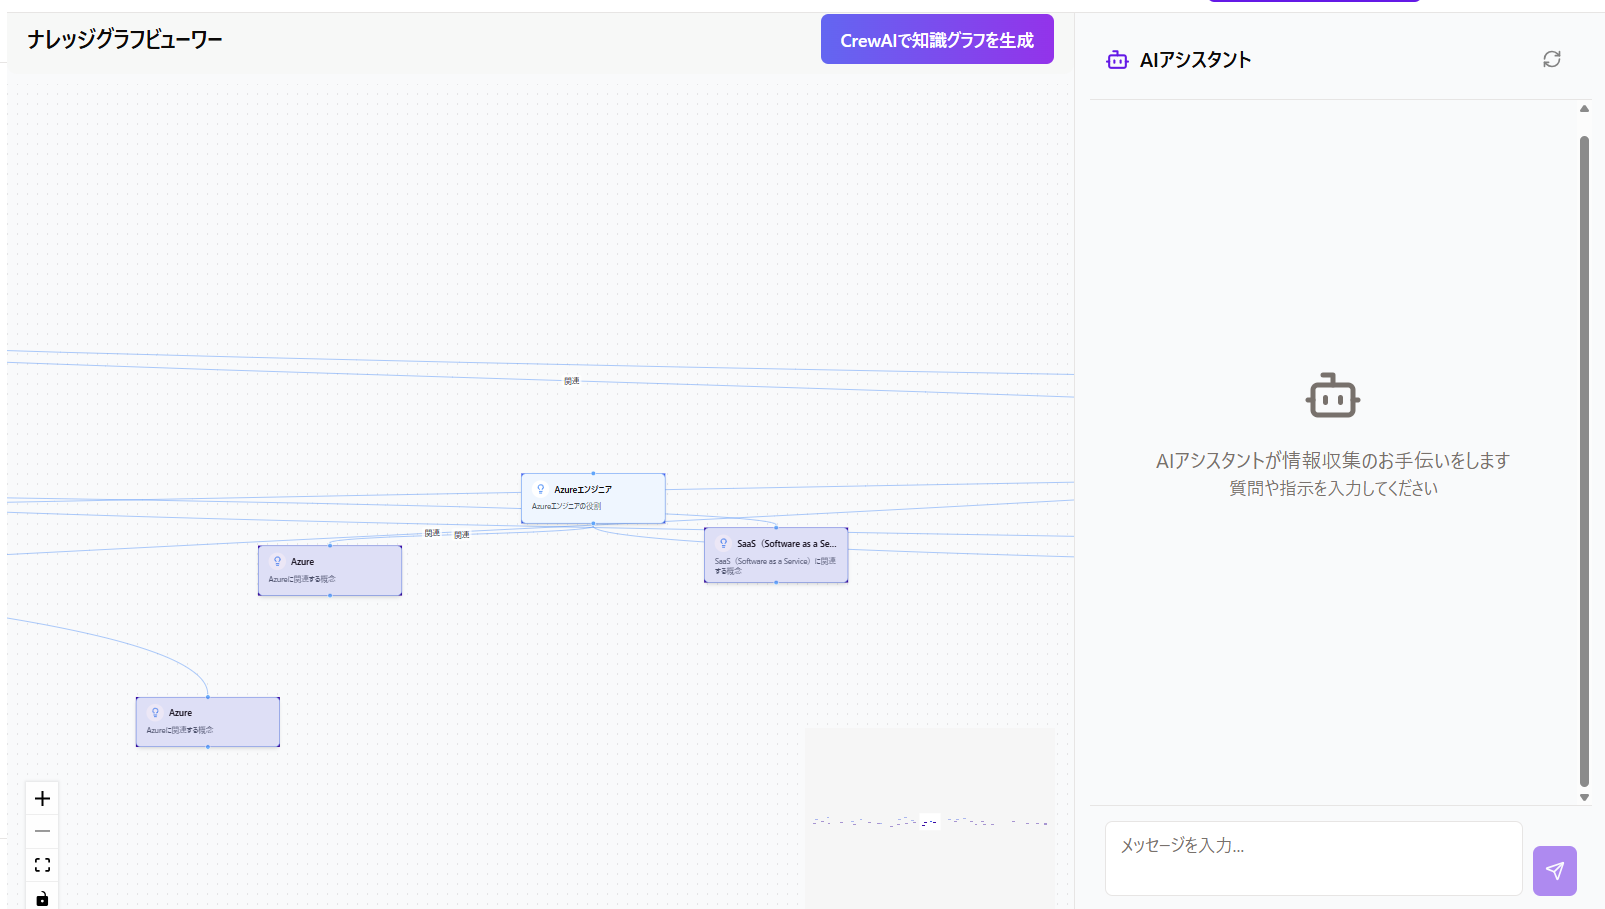 ナレッジグラフビューワー
CrewAIで知識グラフを生成
関連
Azureエンジニア
Azureエンジニアの役割
関連
関連
Azure
Azureに関連する概念
SaaS（Software as a Se...
SaaS（Software as a Service）に関連
する概念
Azure
Azureに関連する概念
AIアシスタント
AIアシスタントが情報収集のお手伝いをします
質問や指示を入力してください
メッセージを入力...